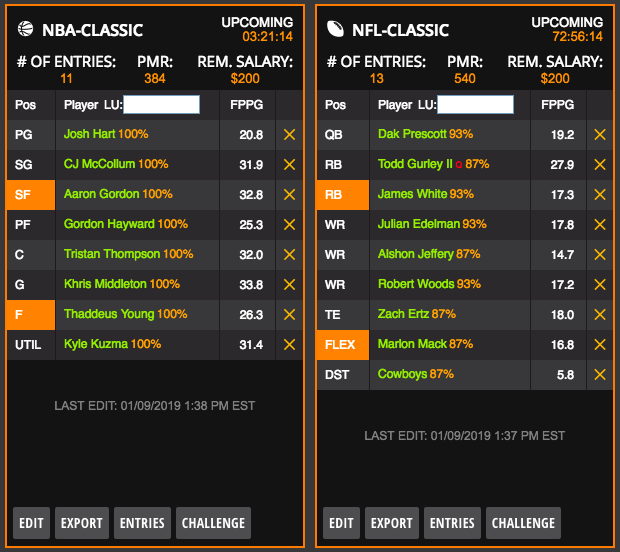 NBA-CLASSIC
UPCOMING
03:21:14
# OF ENTRIES: PMR: REM. SALARY:
11 384 $200
Pos Player LU: FPPG
PG Josh Hart 100% 20.8
SG CJ McCollum 100% 31.9
SF Aaron Gordon 100% 32.8
PF Gordon Hayward 100% 25.3
C Tristan Thompson 100% 32.0
G Khris Middleton 100% 33.8
F Thaddeus Young 100% 26.3
UTIL Kyle Kuzma 100% 31.4
LAST EDIT: 01/09/2019 1:38 PM EST
EDIT EXPORT ENTRIES CHALLENGE
NFL-CLASSIC
UPCOMING
72:56:14
# OF ENTRIES: PMR: REM. SALARY:
13 540 $200
Pos Player LU: FPPG
QB Dak Prescott 93% 19.2
RB Todd Gurley II Q 87% 27.9
RB James White 93% 17.3
WR Julian Edelman 93% 17.8
WR Alshon Jeffery 87% 14.7
WR Robert Woods 93% 17.2
TE Zach Ertz 87% 18.0
FLEX Marlon Mack 87% 16.8
DST Cowboys 87% 5.8
LAST EDIT: 01/09/2019 1:37 PM EST
EDIT EXPORT ENTRIES CHALLENGE